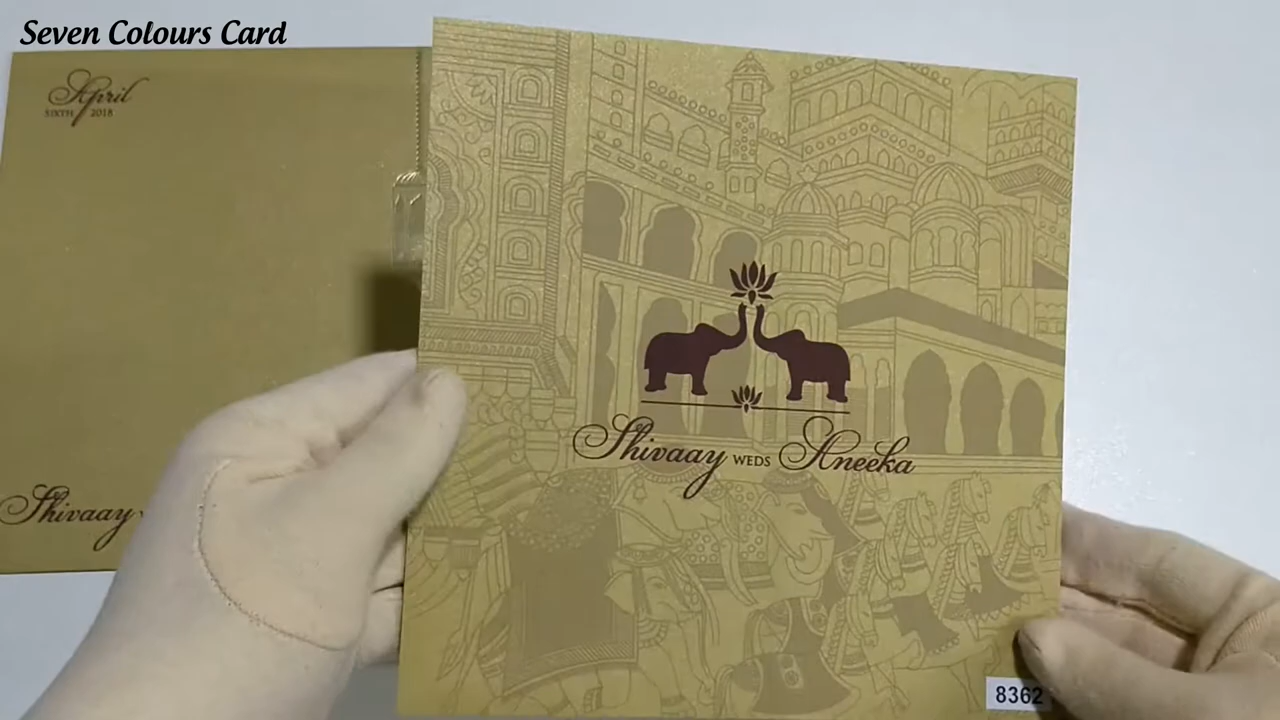 Seven Colours Card
April
SIXTH 2018
Shivaay
Shivaay WEDS Aneeka
8362